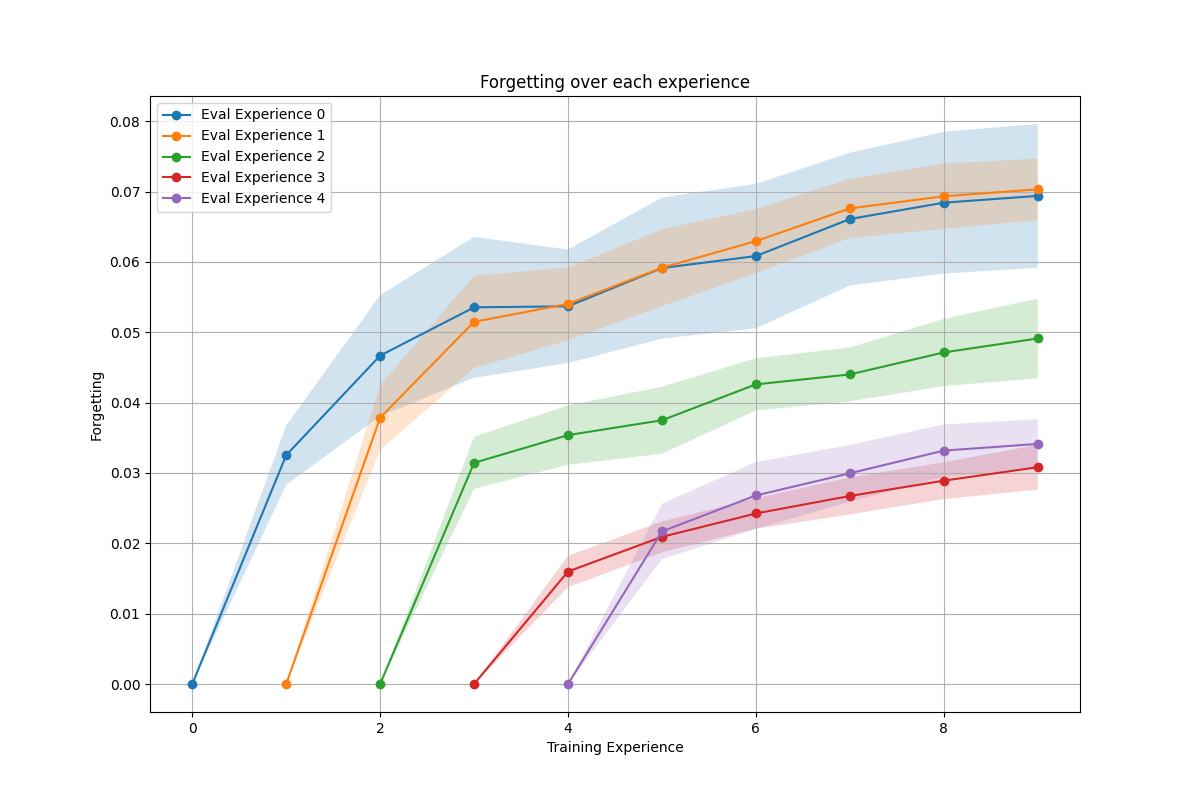 Forgetting over each experience
Eval Experience 0
Eval Experience 1
Eval Experience 2
Eval Experience 3
Eval Experience 4
0.08
0.07
0.06
0.05
0.04
0.03
0.02
0.01
0.00
Forgetting
0 2 4 6 8
Training Experience